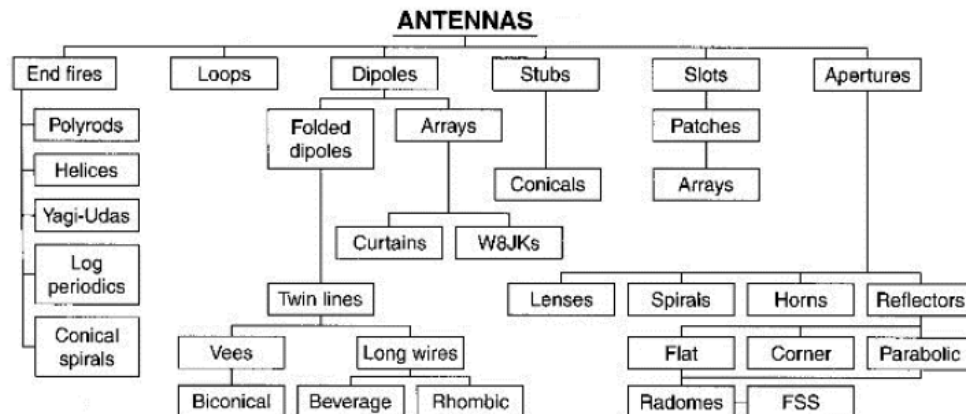 ANTENNAS
End fires
Loops
Dipoles
Stubs
Slots
Apertures
Polyrods
Helices
Yagi-Udas
Log
periodics
Conical
spirals
Folded
dipoles
Arrays
Conicals
Patches
Arrays
Curtains
W8JKs
Twin lines
Lenses
Spirals
Horns
Reflectors
Vees
Long wires
Flat
Corner
Parabolic
Biconical
Beverage
Rhombic
Radomes
FSS